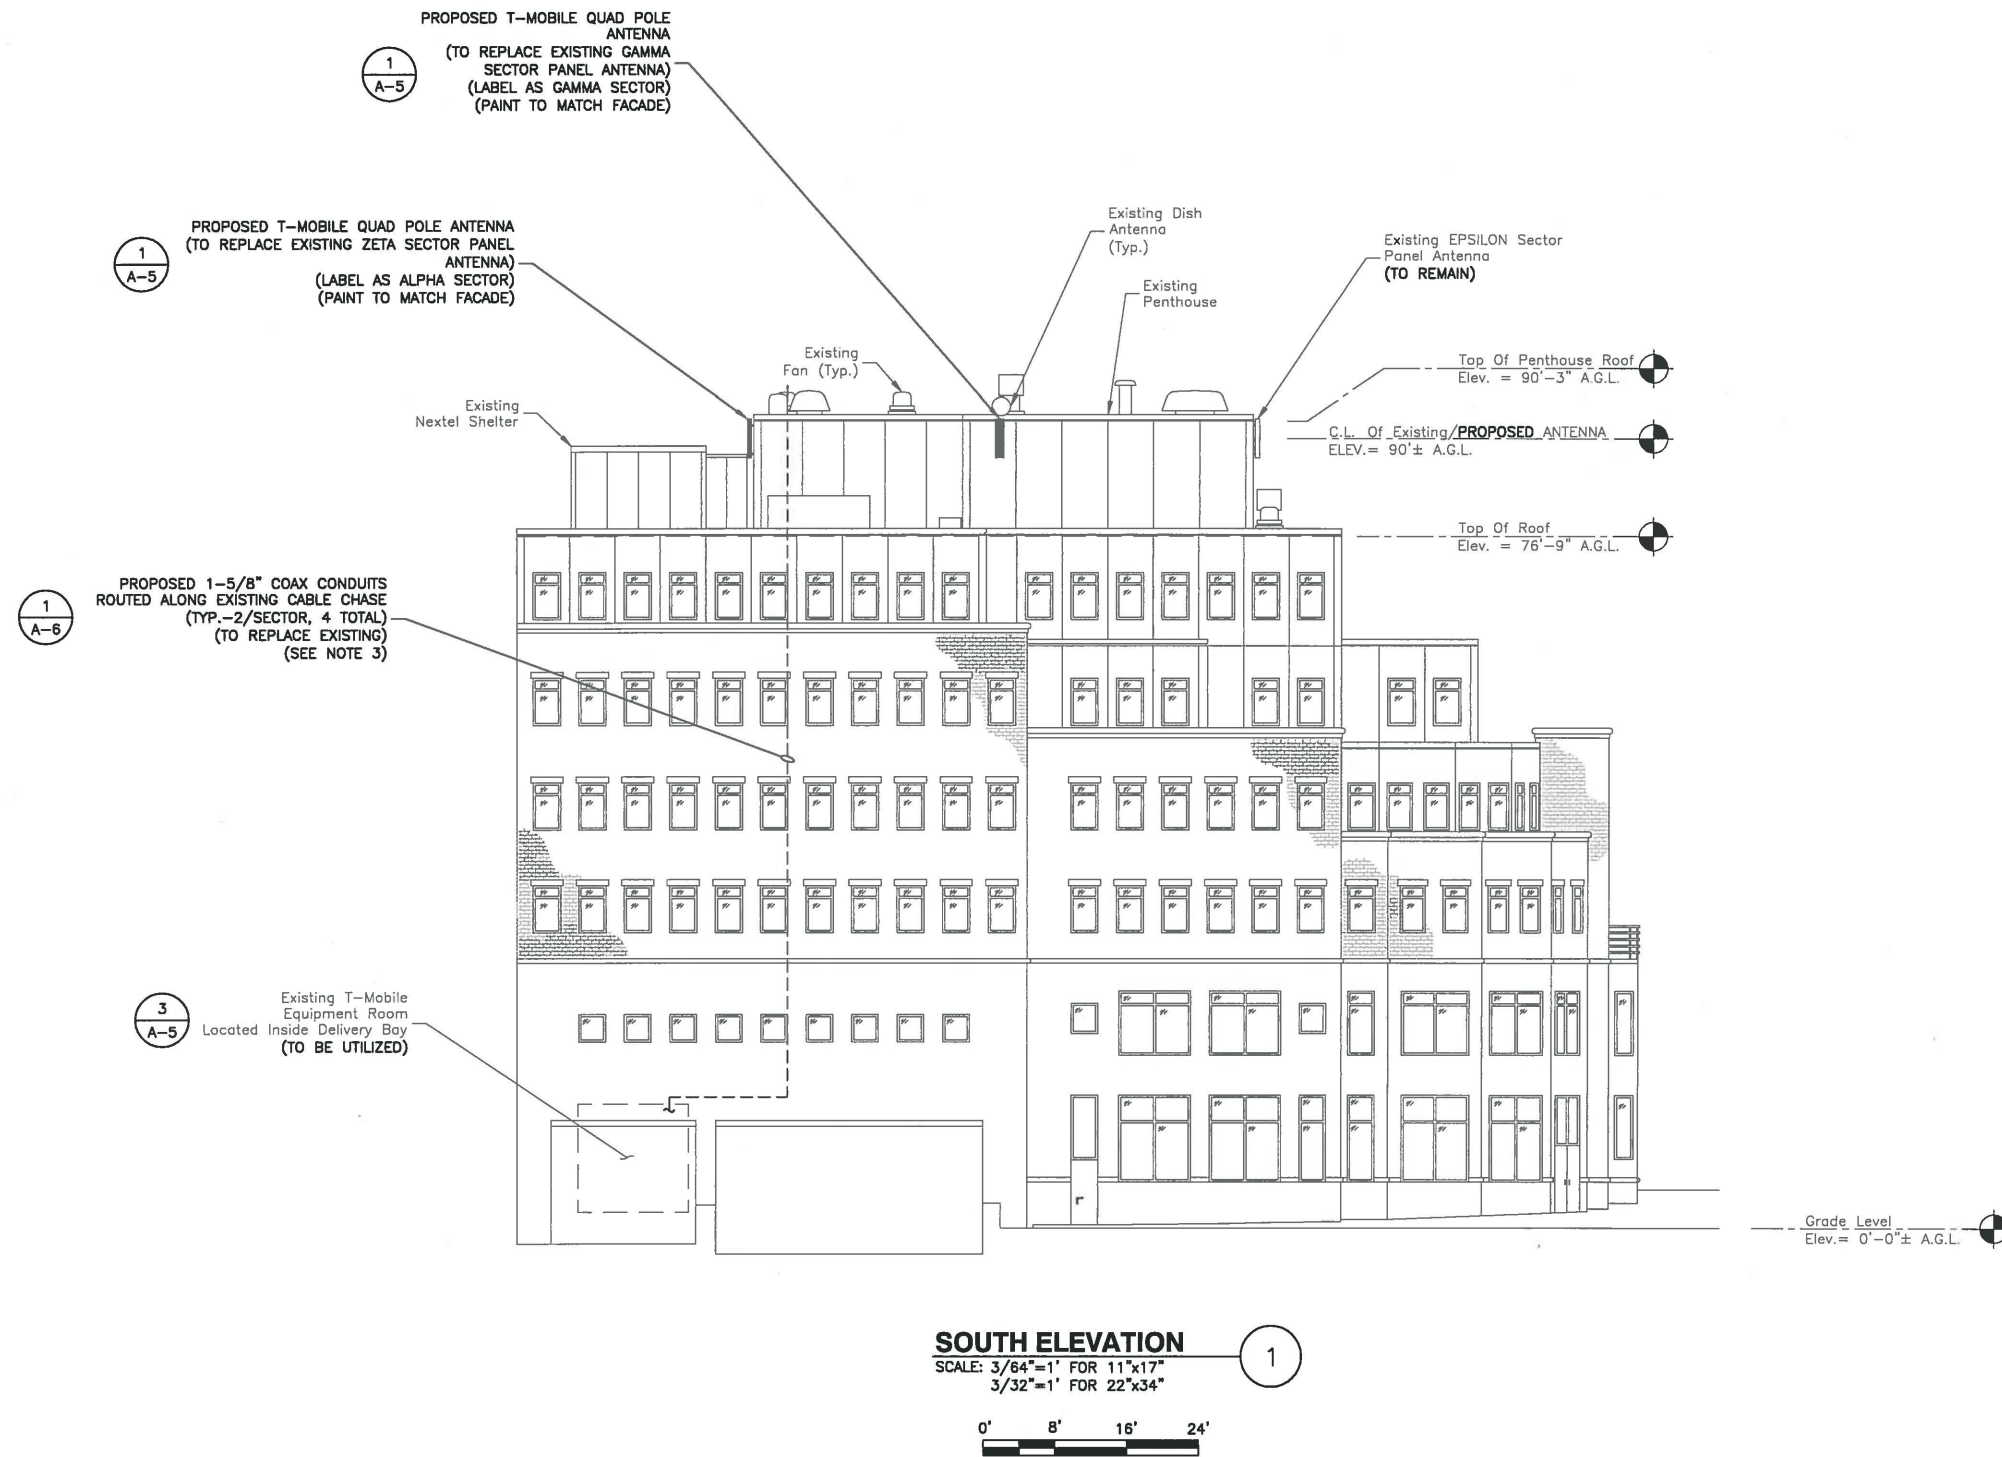 PROPOSED T-MOBILE QUAD POLE
ANTENNA
(TO REPLACE EXISTING GAMMA
SECTOR PANEL ANTENNA)
(LABEL AS GAMMA SECTOR)
(PAINT TO MATCH FACADE)
1
A-5
PROPOSED T-MOBILE QUAD POLE ANTENNA
(TO REPLACE EXISTING ZETA SECTOR PANEL
ANTENNA)
(LABEL AS ALPHA SECTOR)
(PAINT TO MATCH FACADE)
1
A-5
Existing Dish
Antenna
(Typ.)
Existing EPSILON Sector
Panel Antenna
(TO REMAIN)
Existing
Penthouse
Existing
Fan (Typ.)
Existing
Nextel Shelter
Top Of Penthouse Roof
Elev. = 90'-3" A.G.L.
C.L. Of Existing/PROPOSED ANTENNA
ELEV.= 90'± A.G.L.
Top Of Roof
Elev. = 76'-9" A.G.L.
PROPOSED 1-5/8" COAX CONDUITS
ROUTED ALONG EXISTING CABLE CHASE
(TYP.-2/SECTOR, 4 TOTAL)
(TO REPLACE EXISTING)
(SEE NOTE 3)
1
A-6
Existing T-Mobile
Equipment Room
Located Inside Delivery Bay
(TO BE UTILIZED)
3
A-5
Grade Level
Elev.= 0'-0"± A.G.L.
SOUTH ELEVATION
SCALE: 3/64"=1' FOR 11"x17"
3/32"=1' FOR 22"x34"
1
0' 8' 16' 24'